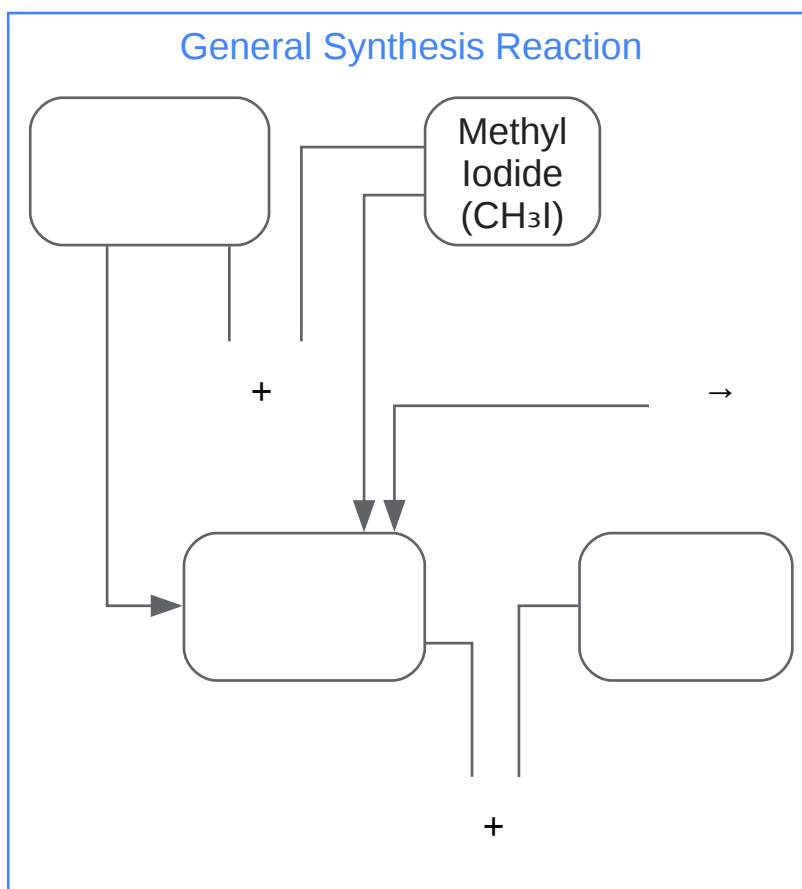 General Synthesis Reaction
Methyl
Iodide
(CH₃I)
+
→
+